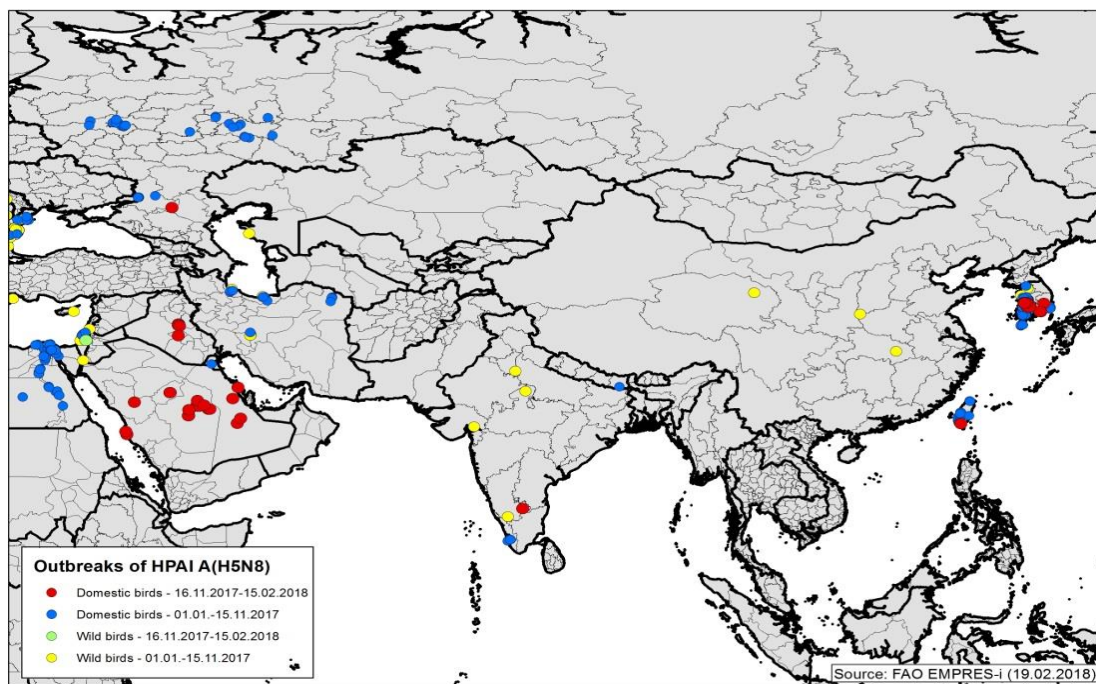 Outbreaks of HPAI A(H5N8)
Domestic birds - 16.11.2017-15.02.2018
Domestic birds - 01.01.-15.11.2017
Wild birds - 16.11.2017-15.02.2018
Wild birds - 01.01.-15.11.2017
Source: FAO EMPRES-i (19.02.2018)